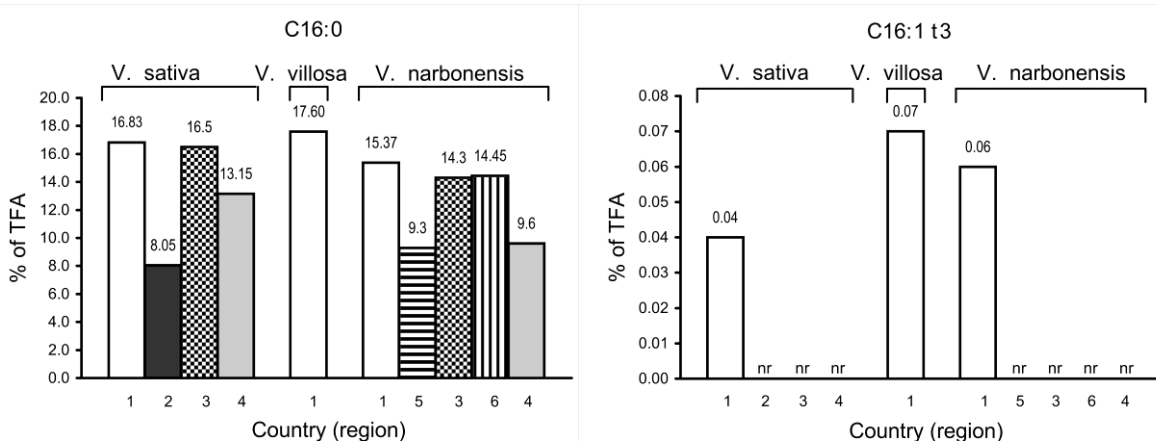 C16:0
V. sativa V. villosa V. narbonensis
20.0
18.0
16.0
14.0
12.0
10.0
8.0
6.0
4.0
2.0
0.0
% of TFA
16.83
8.05
16.5
13.15
17.60
15.37
9.3
14.3
14.45
9.6
1 2 3 4 1 1 5 3 6 4
Country (region)
C16:1 t3
V. sativa V. villosa V. narbonensis
0.08
0.07
0.06
0.05
0.04
0.03
0.02
0.01
0.00
% of TFA
0.04
nr nr nr
0.07
0.06
nr nr nr nr
1 2 3 4 1 1 5 3 6 4
Country (region)